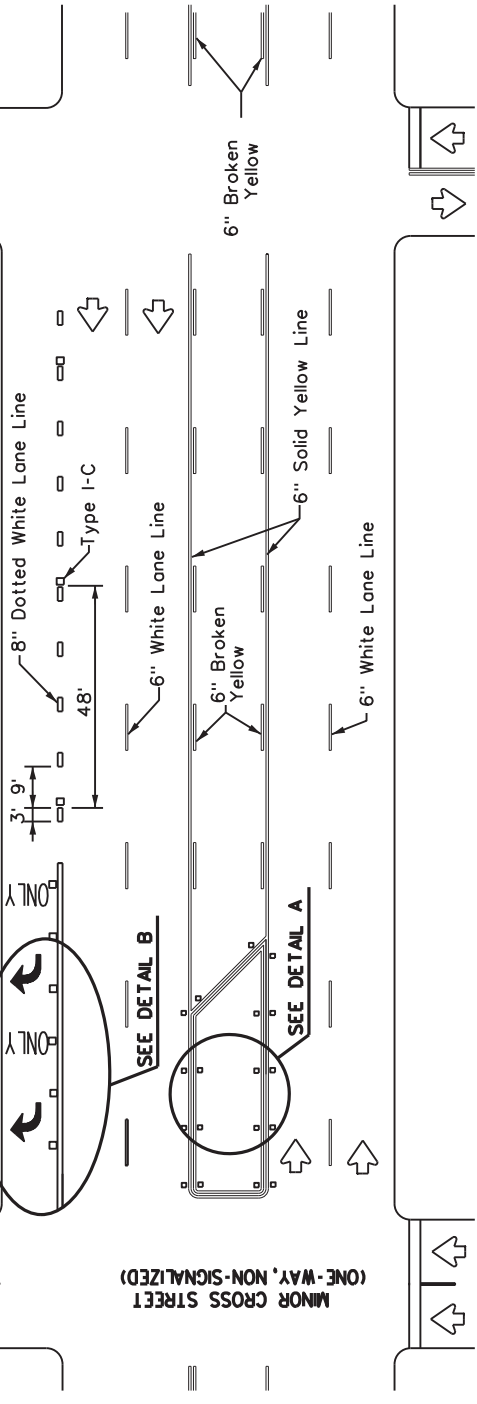 6" Broken
Yellow
8" Dotted White Lane Line
Type I-C
6" Solid Yellow Line
6" White Lane Line
48'
3'
9'
6" Broken
Yellow
6" White Lane Line
ONLY
ONLY
SEE DETAIL B
SEE DETAIL A
MINOR CROSS STREET
(ONE-WAY, NON-SIGNALIZED)